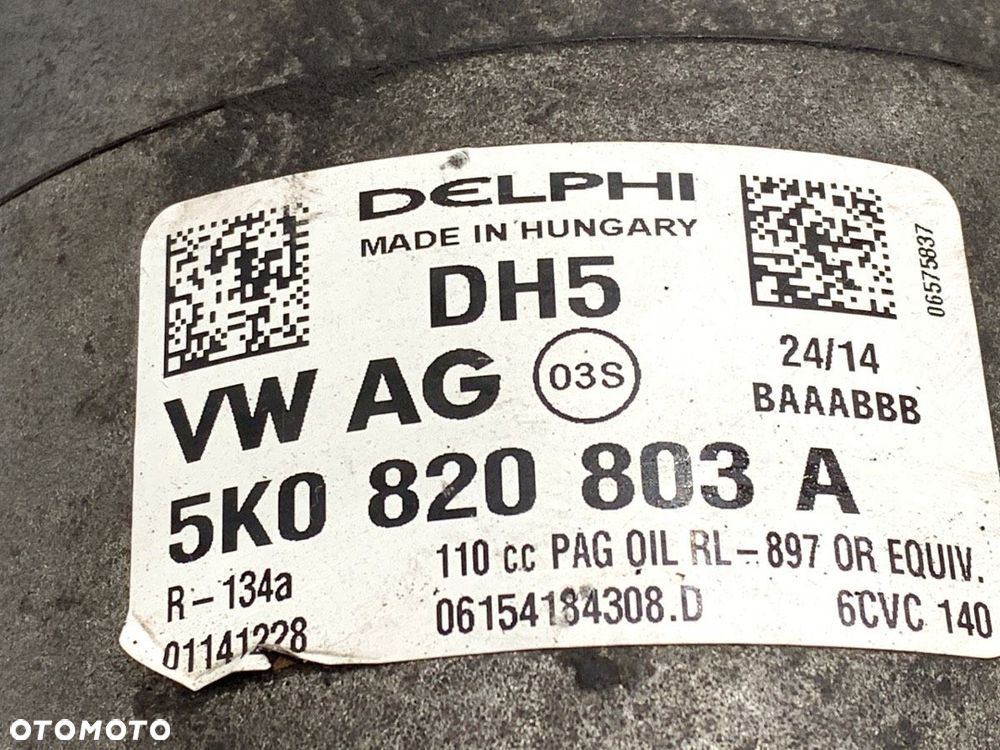 DELPHI
MADE IN HUNGARY
DH5
06575837
VW AG 03S
24/14
BAAABBB
5K0 820 803 A
110 cc PAG OIL RL-897 OR EQUIV.
R-134a
06154184308.D
6CVC 140
01141228
OTOMOTO